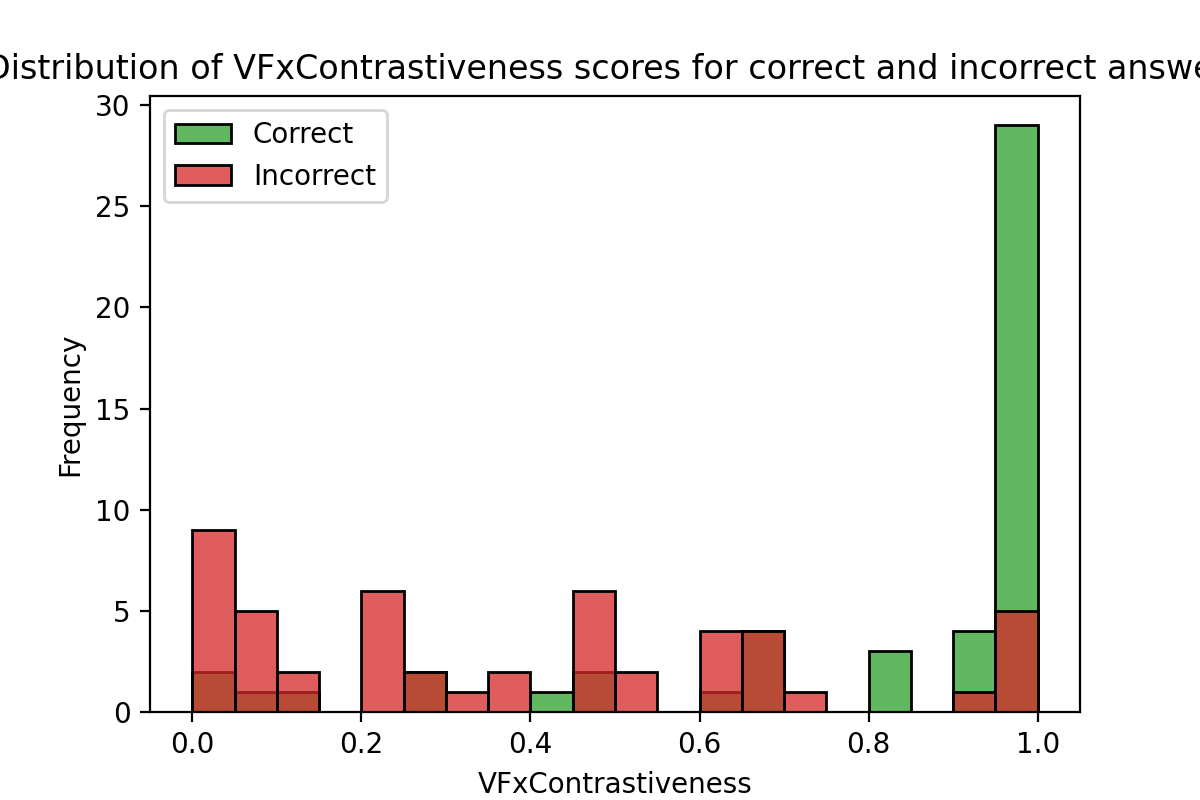 Distribution of VFxContrastiveness scores for correct and incorrect answe
Correct
Incorrect
30
25
20
15
10
5
0
Frequency
0.0 0.2 0.4 0.6 0.8 1.0
VFxContrastiveness